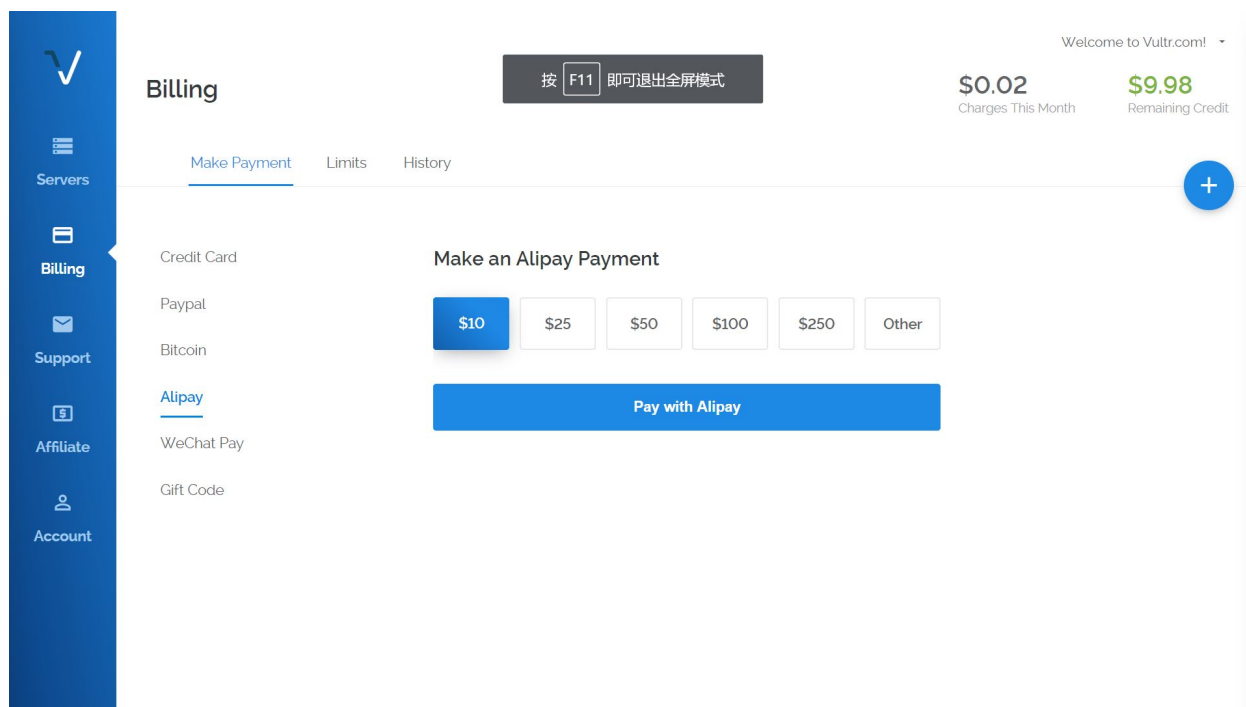 Welcome to Vultr.com!
Billing
按 F11 即可退出全屏模式
$0.02
Charges This Month
$9.98
Remaining Credit
Make Payment
Limits
History
+
Servers
Billing
Support
Affiliate
Account
Credit Card
Paypal
Bitcoin
Alipay
WeChat Pay
Gift Code
Make an Alipay Payment
$10
$25
$50
$100
$250
Other
Pay with Alipay